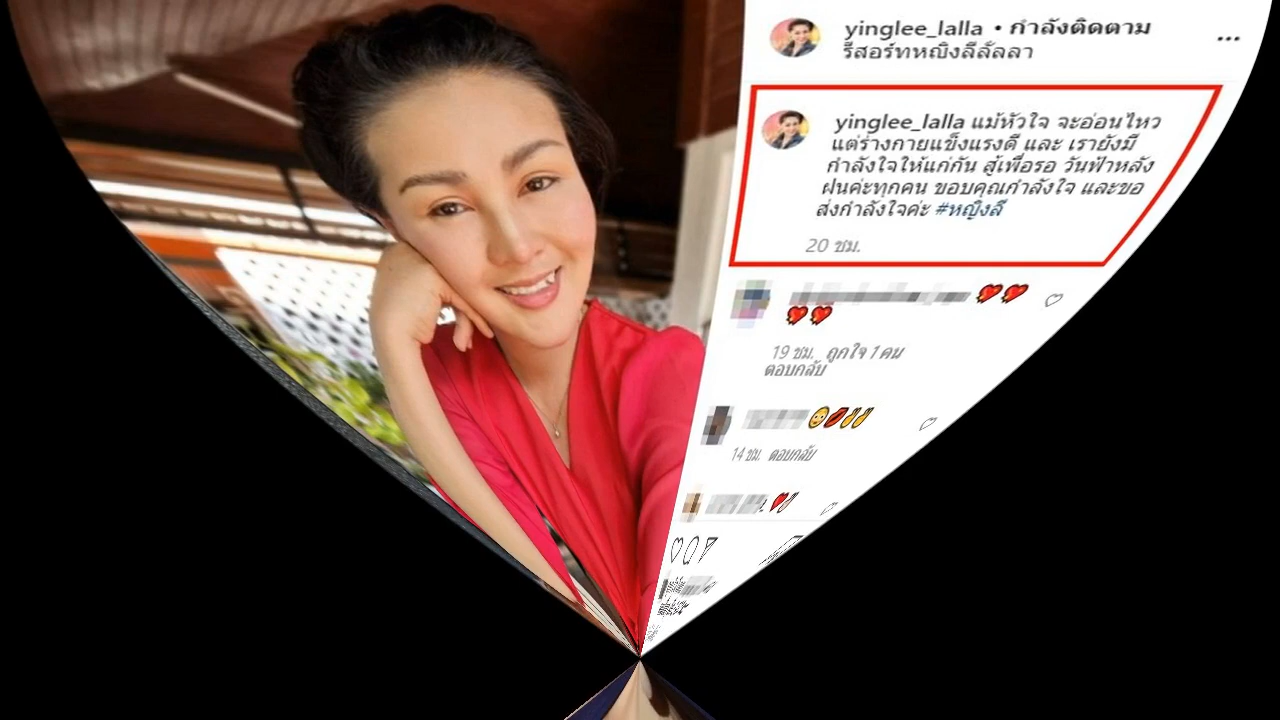 yinglee_lalla • กำลังติดตาม
รีสอร์ทหญิงลีลัลลา
yinglee_lalla แม้หัวใจ จะอ่อนไหว
แต่ร่างกายแข็งแรงดี และ เรายังมี
กำลังใจให้แก่กัน สู้เพื่อรอ วันฟ้าหลัง
ฝนค่ะทุกคน ขอบคุณกำลังใจ และขอ
ส่งกำลังใจค่ะ #หญิงลี
20 ชม.
19 ชม. ถูกใจ 1 คน
ตอบกลับ
14 ชม. ตอบกลับ